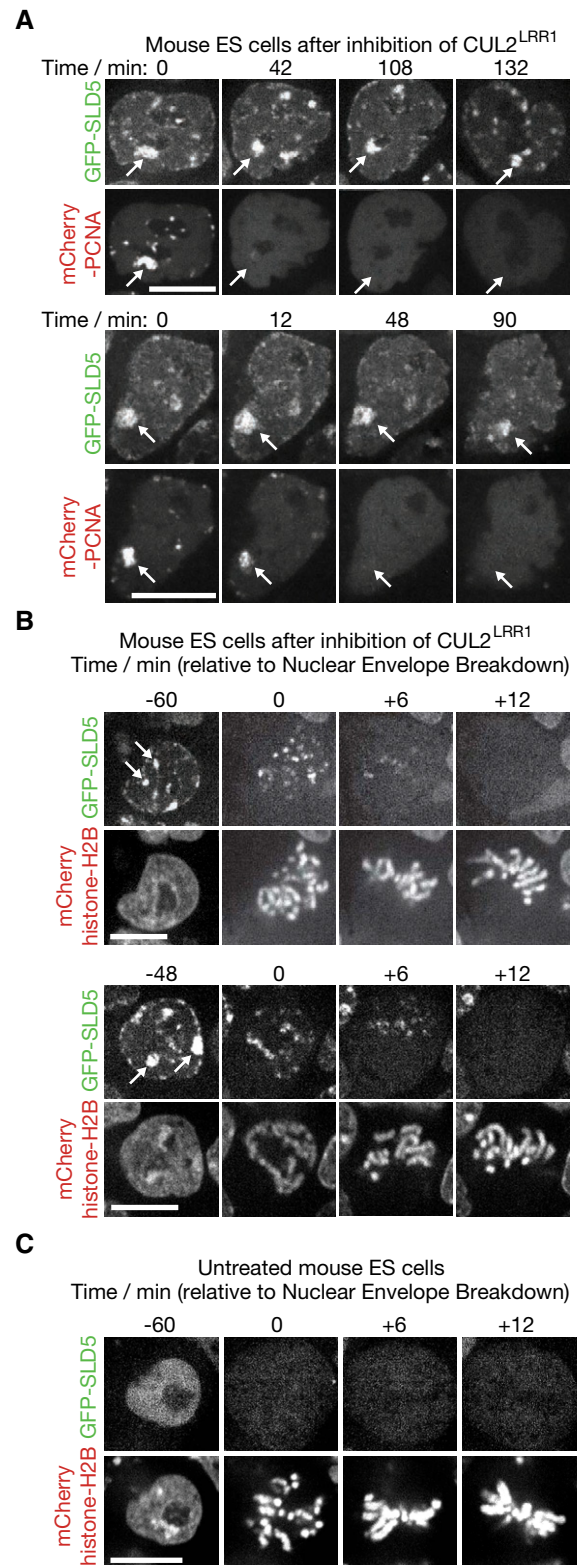 A
Mouse ES cells after inhibition of CUL2^LRR1
Time / min: 0 42 108 132
GFP-SLD5
mCherry
-PCNA
Time / min: 0 12 48 90
GFP-SLD5
mCherry
-PCNA
B
Mouse ES cells after inhibition of CUL2^LRR1
Time / min (relative to Nuclear Envelope Breakdown)
-60 0 +6 +12
GFP-SLD5
mCherry
histone-H2B
-48 0 +6 +12
GFP-SLD5
mCherry
histone-H2B
C
Untreated mouse ES cells
Time / min (relative to Nuclear Envelope Breakdown)
-60 0 +6 +12
GFP-SLD5
mCherry
histone-H2B